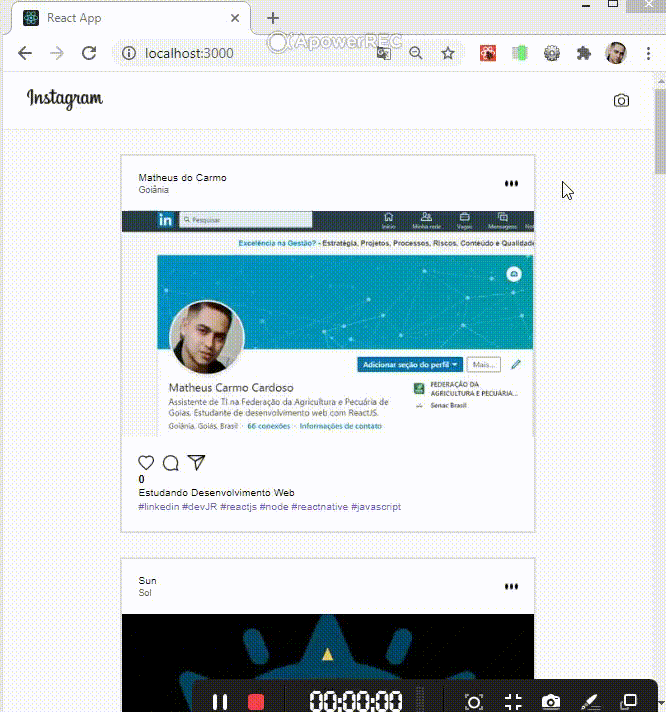 React App
ApowerREC
localhost:3000
Instagram
Matheus do Carmo
Goiânia
in
Pesquisar
Início
Minha rede
Vagas
Mensagens
Excelência na Gestão? - Estratégia, Projetos, Processos, Riscos, Conteúdo e Qualidade
Adicionar seção do perfil
Mais...
Matheus Carmo Cardoso
Assistente de TI na Federação da Agricultura e Pecuária de
Goías, Estudante de desenvolvimento web com ReactJS.
Goiânia, Goiás, Brasil · 66 conexões · Informações de contato
FEDERAÇÃO DA
AGRICULTURA E PECUÁRIA...
Senac Brasil
0
Estudando Desenvolvimento Web
#linkedin #devJR #reactjs #node #reactnative #javascript
Sun
Sol
00:00:00